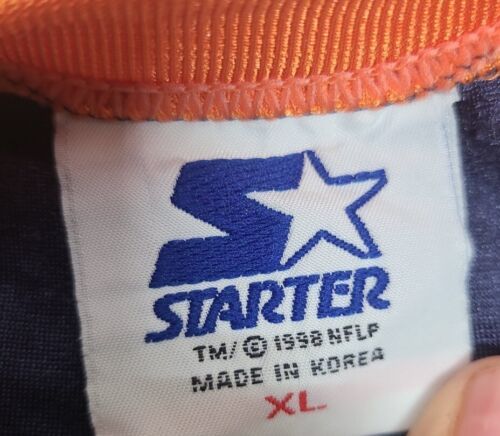 STARTER
TM/© 1998 NFLP
MADE IN KOREA
XL